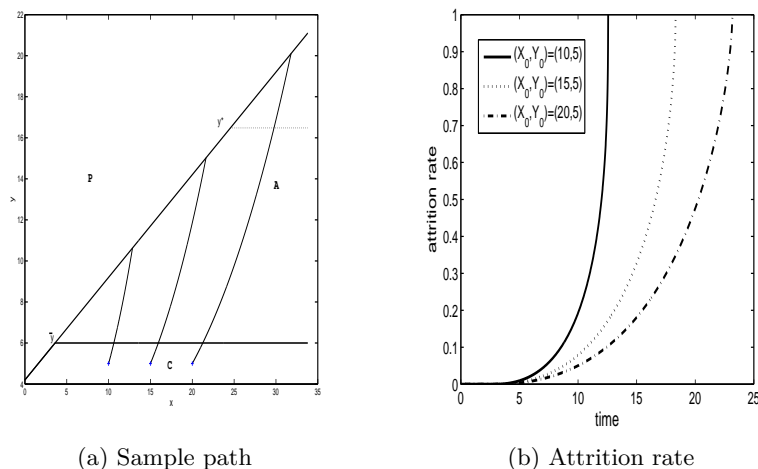 22
20
18
16
14
12
10
8
6
4
y
P
A
C
y*
ȳ
0 5 10 15 20 25 30 35
x
(a) Sample path
1
0.9
0.8
0.7
0.6
0.5
0.4
0.3
0.2
0.1
0
attrition rate
(X0,Y0)=(10,5)
(X0,Y0)=(15,5)
(X0,Y0)=(20,5)
0 5 10 15 20 25
time
(b) Attrition rate